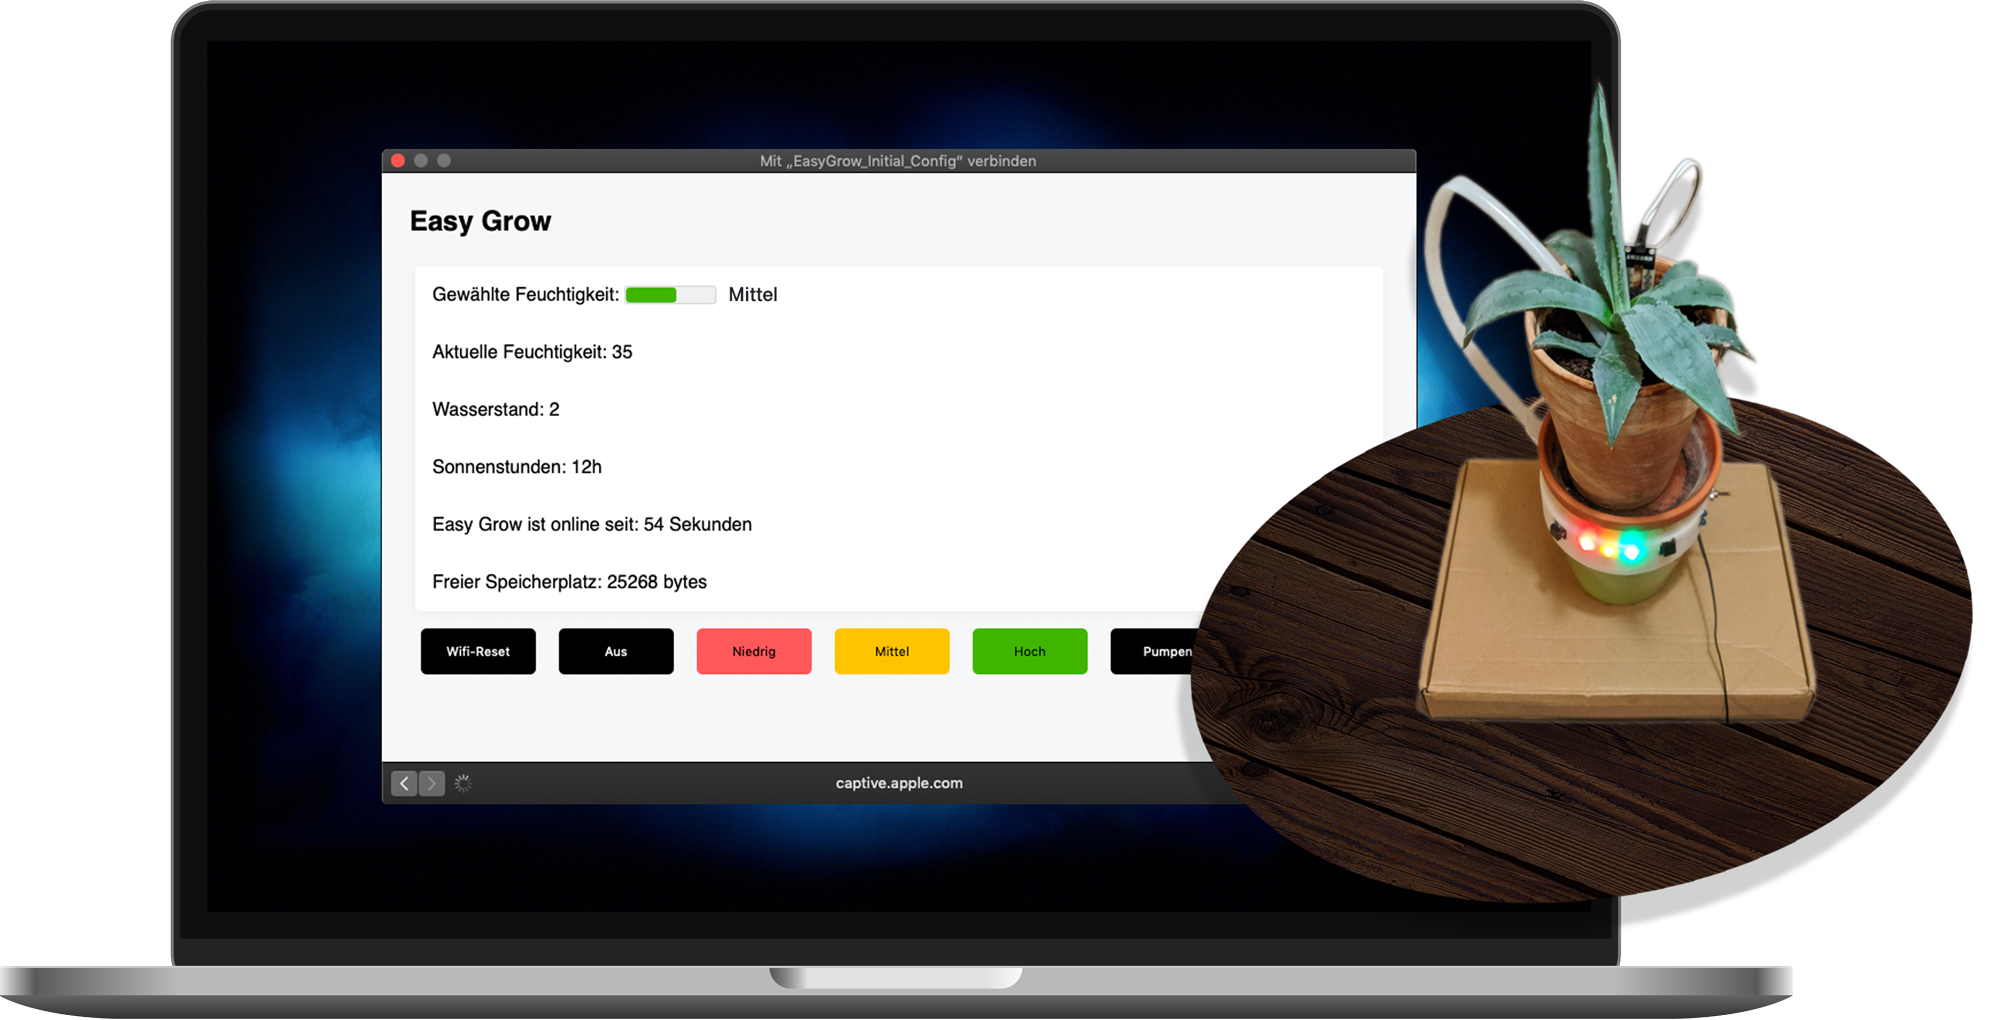 Mit „EasyGrow_Initial_Config“ verbinden
Easy Grow
Gewählte Feuchtigkeit: Mittel
Aktuelle Feuchtigkeit: 35
Wasserstand: 2
Sonnenstunden: 12h
Easy Grow ist online seit: 54 Sekunden
Freier Speicherplatz: 25268 bytes
Wifi-Reset Aus Niedrig Mittel Hoch Pumpen
captive.apple.com